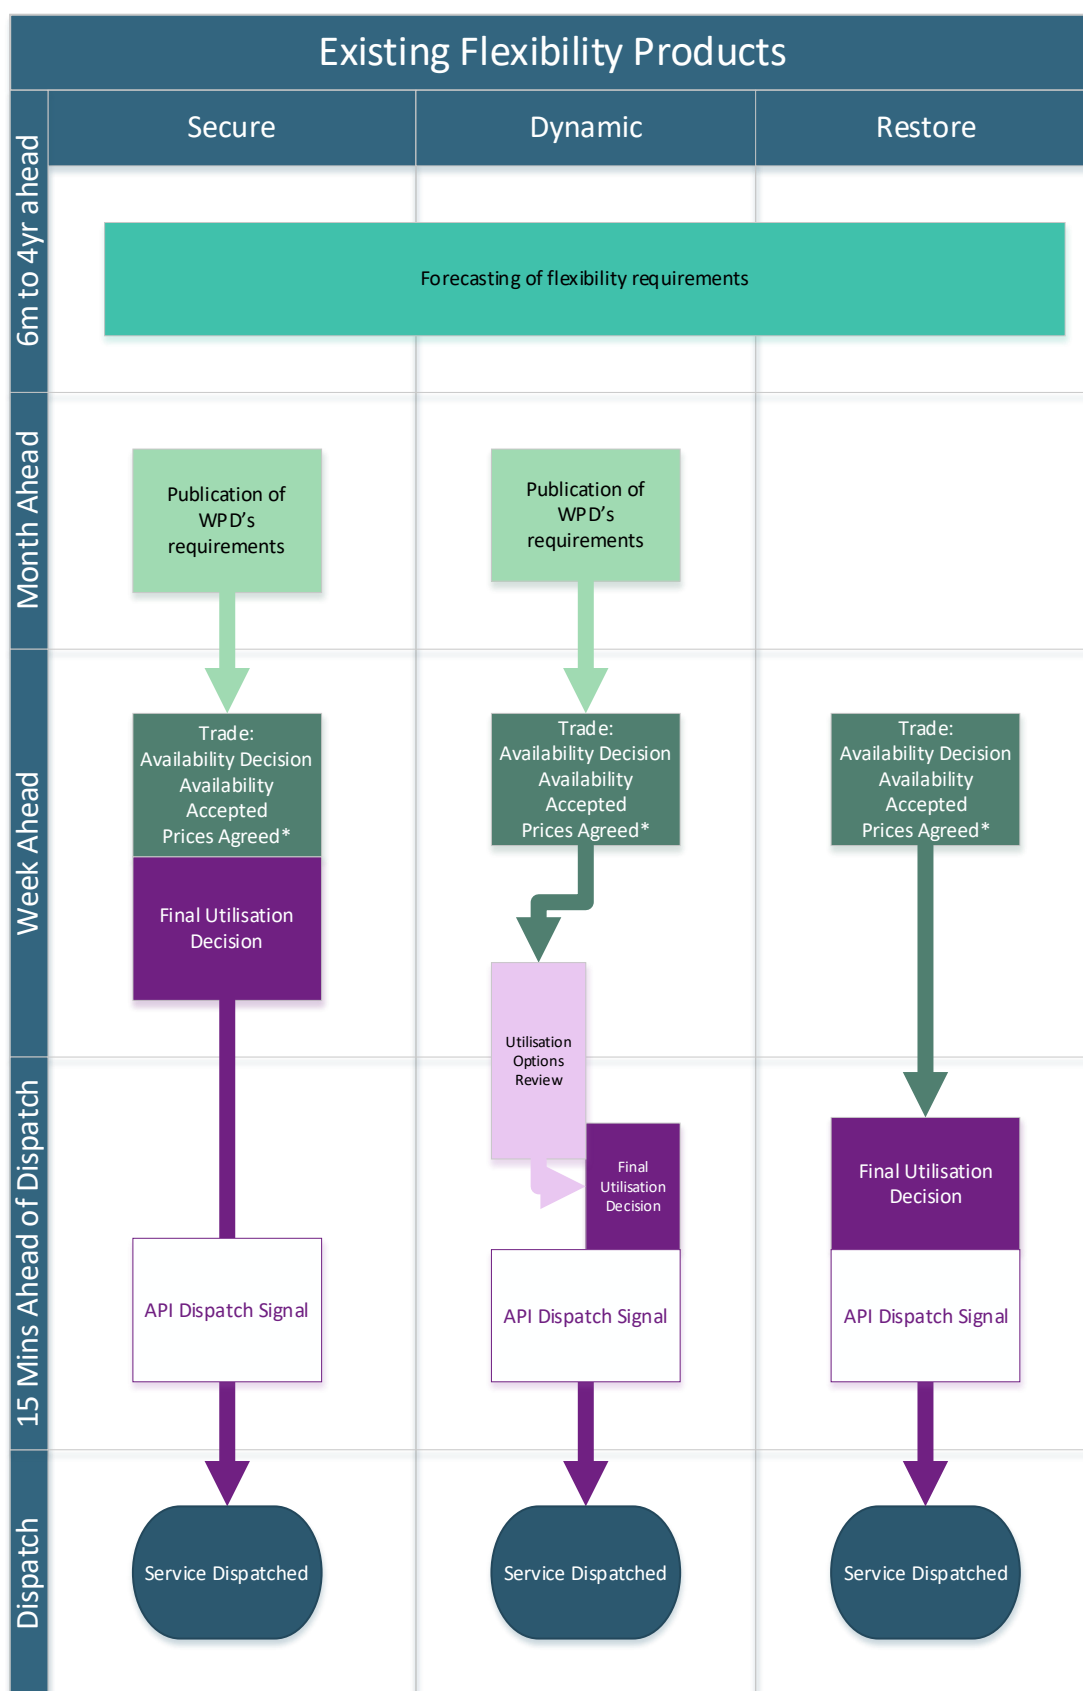 Existing Flexibility Products
Secure
Dynamic
Restore
6m to 4yr ahead
Forecasting of flexibility requirements
Month Ahead
Publication of
WPD's
requirements
Publication of
WPD's
requirements
Week Ahead
Trade:
Availability Decision
Availability
Accepted
Prices Agreed*
Trade:
Availability Decision
Availability
Accepted
Prices Agreed*
Trade:
Availability Decision
Availability
Accepted
Prices Agreed*
Final Utilisation
Decision
Utilisation
Options
Review
15 Mins Ahead of Dispatch
Final
Utilisation
Decision
Final Utilisation
Decision
API Dispatch Signal
API Dispatch Signal
API Dispatch Signal
Dispatch
Service Dispatched
Service Dispatched
Service Dispatched